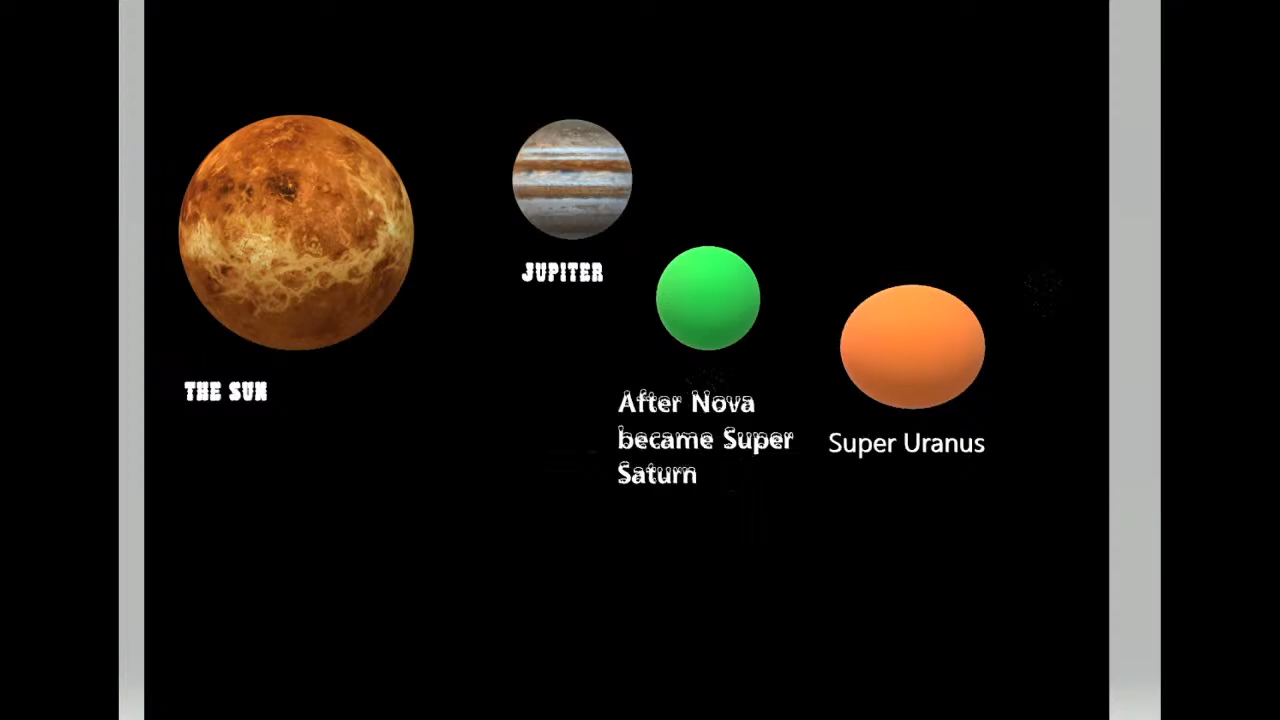 JUPITER
THE SUN
After Nova
became Super
Saturn
Super Uranus